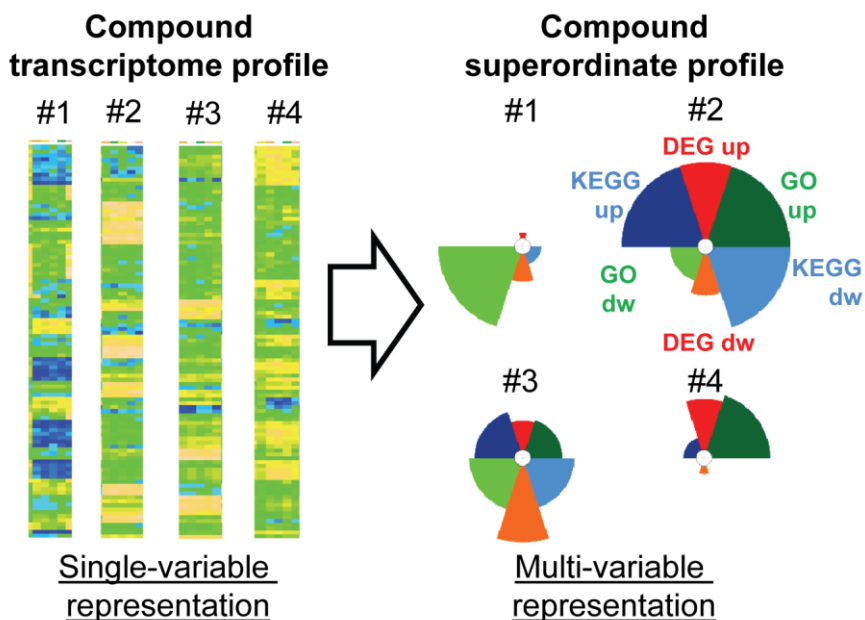 Compound
transcriptome profile
#1 #2 #3 #4
Single-variable
representation
Compound
superordinate profile
#1
#2
DEG up
KEGG
up
GO
up
GO
dw
KEGG
dw
DEG dw
#3
#4
Multi-variable
representation